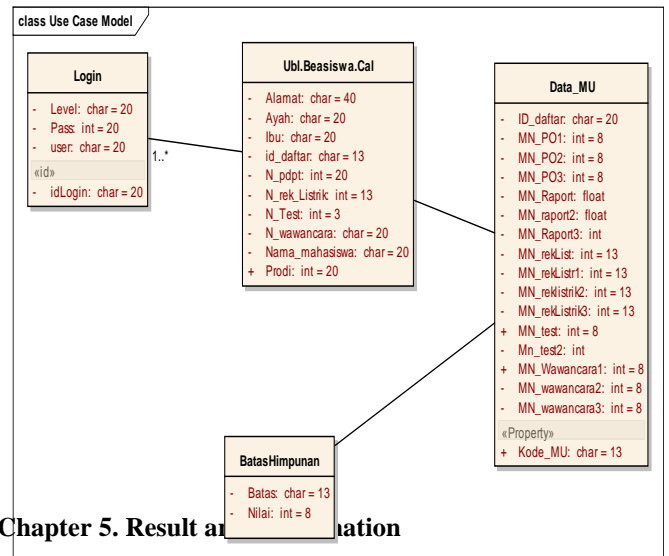 class Use Case Model
Login
- Level: char = 20
- Pass: int = 20
- user: char = 20
«id»
- idLogin: char = 20
1..*
Ubl.Beasiswa.Cal
- Alamat: char = 40
- Ayah: char = 20
- Ibu: char = 20
- id_daftar: char = 13
- N_pdpt: int = 20
- N_rek_Listrik: int = 13
- N_Test: int = 3
- N_wawancara: char = 20
- Nama_mahasiswa: char = 20
+ Prodi: int = 20
Data_MU
- ID_daftar: char = 20
- MN_PO1: int = 8
- MN_PO2: int = 8
- MN_PO3: int = 8
- MN_Raport: float
- MN_raport2: float
- MN_Raport3: int
- MN_rekList: int = 13
- MN_rekListr1: int = 13
- MN_reklistrik2: int = 13
- MN_rekListrik3: int = 13
+ MN_test: int = 8
- Mn_test2: int
+ MN_Wawancara1: int = 8
- MN_wawancara2: int = 8
- MN_wawancara3: int = 8
«Property»
+ Kode_MU: char = 13
BatasHimpunan
- Batas: char = 13
- Nilai: int = 8
Chapter 5. Result